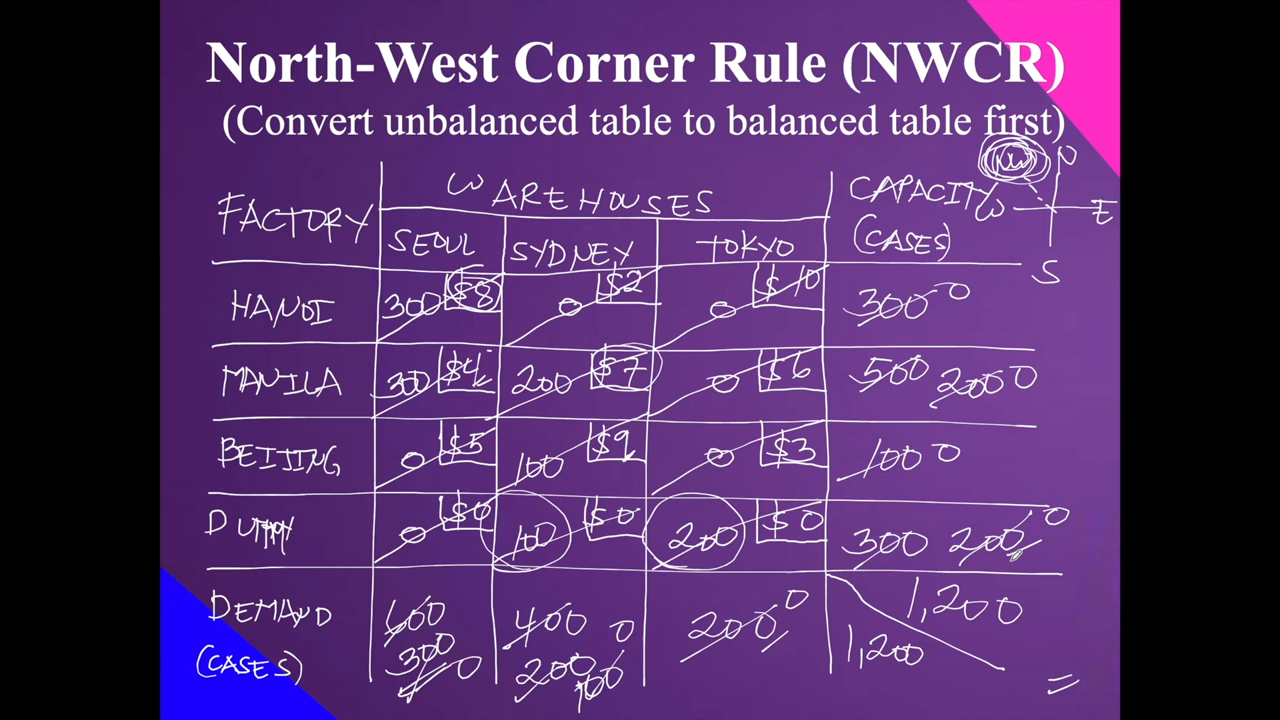 North-West Corner Rule (NWCR)
(Convert unbalanced table to balanced table first)
NW N
W E
S
FACTORY WAREHOUSES CAPACITY (CASES)
SEOUL SYDNEY TOKYO
HANOI 300 $8 0 $2 0 $10 300 0
MANILA 300 $4 200 $7 0 $6 500 200 0
BEIJING 0 $5 100 $9 0 $3 100 0
DUMMY 0 $0 100 $0 200 $0 300 200 0
DEMAND 600 400 0 200 0 1,200
(CASES) 300 0 200 100 1,200 =